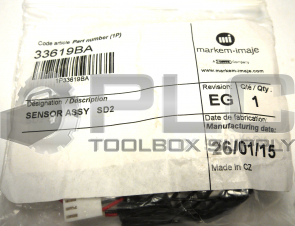 Code article Part number (1P)
33619BA
1P33619BA
Désignation / Description
SENSOR ASSY SD2
mi
markem-imaje
A DOVER Company
www.markem-imaje.com
Revision: Qté / Qty :
EG 1
Date de fabrication
Manufacturing date:
26/01/15
Made in CZ
PLC
TOOLBOX SUPPLY